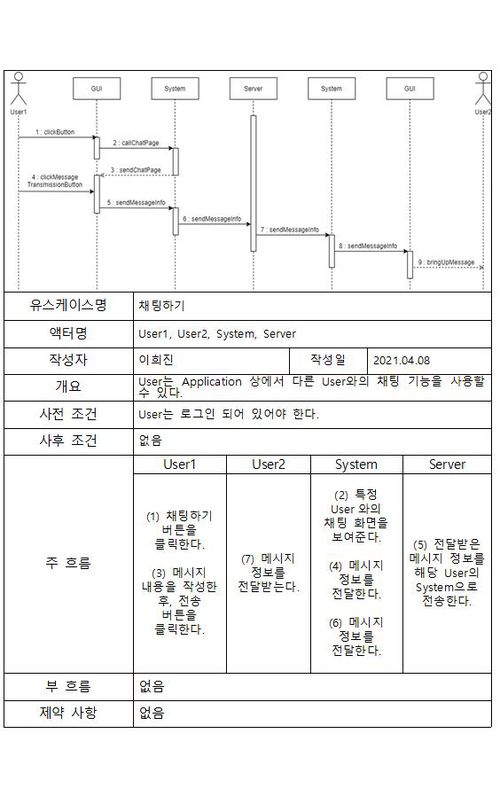 GUI System Server System GUI
User1 User2
1 : clickButton
2 : callChatPage
3 : sendChatPage
4 : clickMessage
TransmissionButton
5 : sendMessageInfo
6 : sendMessageInfo
7 : sendMessageInfo
8 : sendMessageInfo
9 : bringUpMessage
유스케이스명 채팅하기
액터명 User1, User2, System, Server
작성자 이희진 작성일 2021.04.08
개요 User는 Application 상에서 다른 User와의 채팅 기능을 사용할
수 있다.
사전 조건 User는 로그인 되어 있어야 한다.
사후 조건 없음
주 흐름
User1
(1) 채팅하기
버튼을
클릭한다.
(3) 메시지
내용을 작성한
후, 전송
버튼을
클릭한다.
User2
(7) 메시지
정보를
전달받는다.
System
(2) 특정
User 와의
채팅 화면을
보여준다.
(4) 메시지
정보를
전달한다.
(6) 메시지
정보를
전달한다.
Server
(5) 전달받은
메시지 정보를
해당 User의
System으로
전송한다.
부 흐름 없음
제약 사항 없음